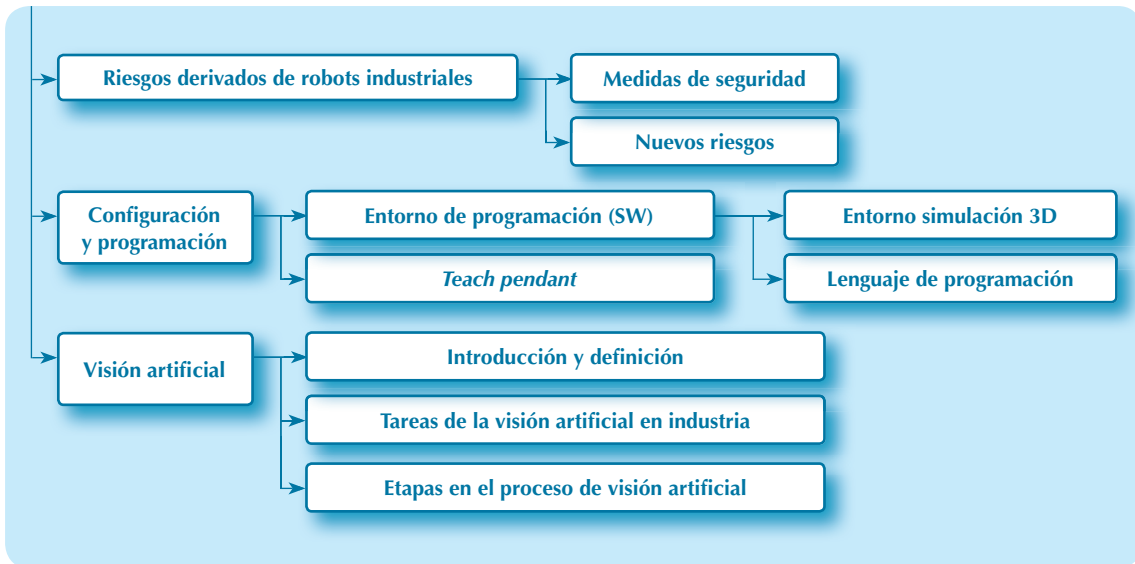 Riesgos derivados de robots industriales
Medidas de seguridad
Nuevos riesgos
Configuración
y programación
Entorno de programación (SW)
Entorno simulación 3D
Teach pendant
Lenguaje de programación
Visión artificial
Introducción y definición
Tareas de la visión artificial en industria
Etapas en el proceso de visión artificial